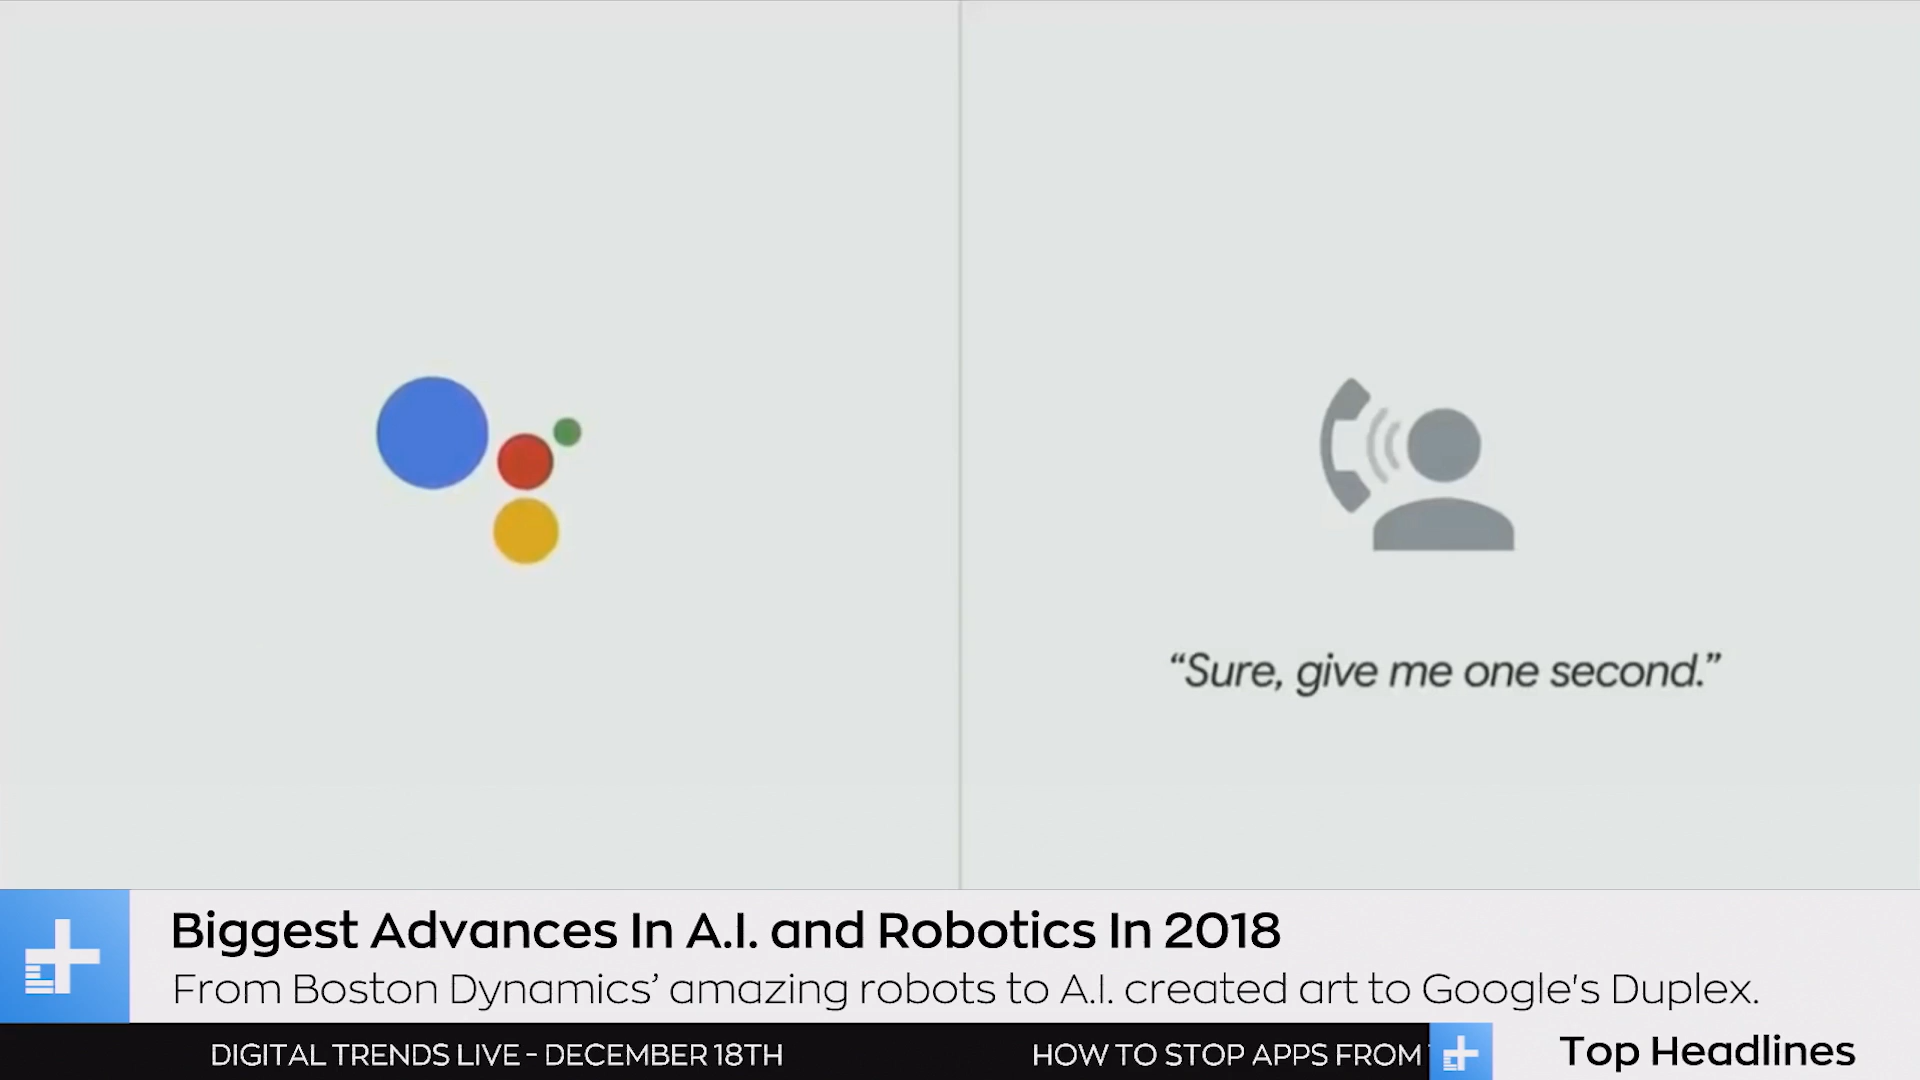 “Sure, give me one second.”
Biggest Advances In A.I. and Robotics In 2018
From Boston Dynamics’ amazing robots to A.I. created art to Google's Duplex.
DIGITAL TRENDS LIVE - DECEMBER 18TH
HOW TO STOP APPS FROM
Top Headlines